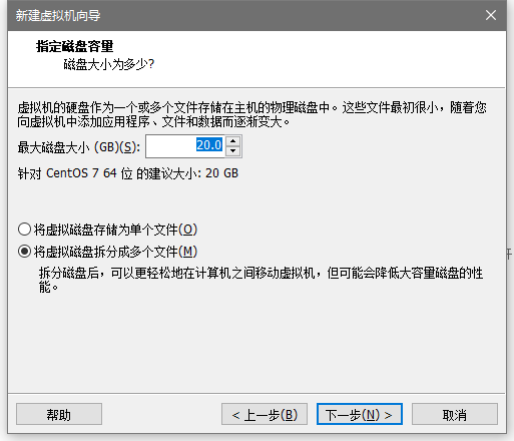 新建虚拟机向导
指定磁盘容量
磁盘大小为多少?
虚拟机的硬盘作为一个或多个文件存储在主机的物理磁盘中。这些文件最初很小，随着您
向虚拟机中添加应用程序、文件和数据而逐渐变大。
最大磁盘大小 (GB)(S): 20.0
针对 CentOS 7 64 位 的建议大小: 20 GB
将虚拟磁盘存储为单个文件(O)
将虚拟磁盘拆分成多个文件(M)
拆分磁盘后，可以更轻松地在计算机之间移动虚拟机，但可能会降低大容量磁盘的性
能。
帮助 < 上一步(B) 下一步(N) > 取消